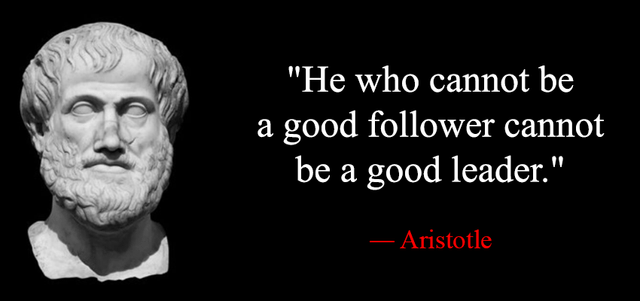 "He who cannot be
a good follower cannot
be a good leader."
— Aristotle